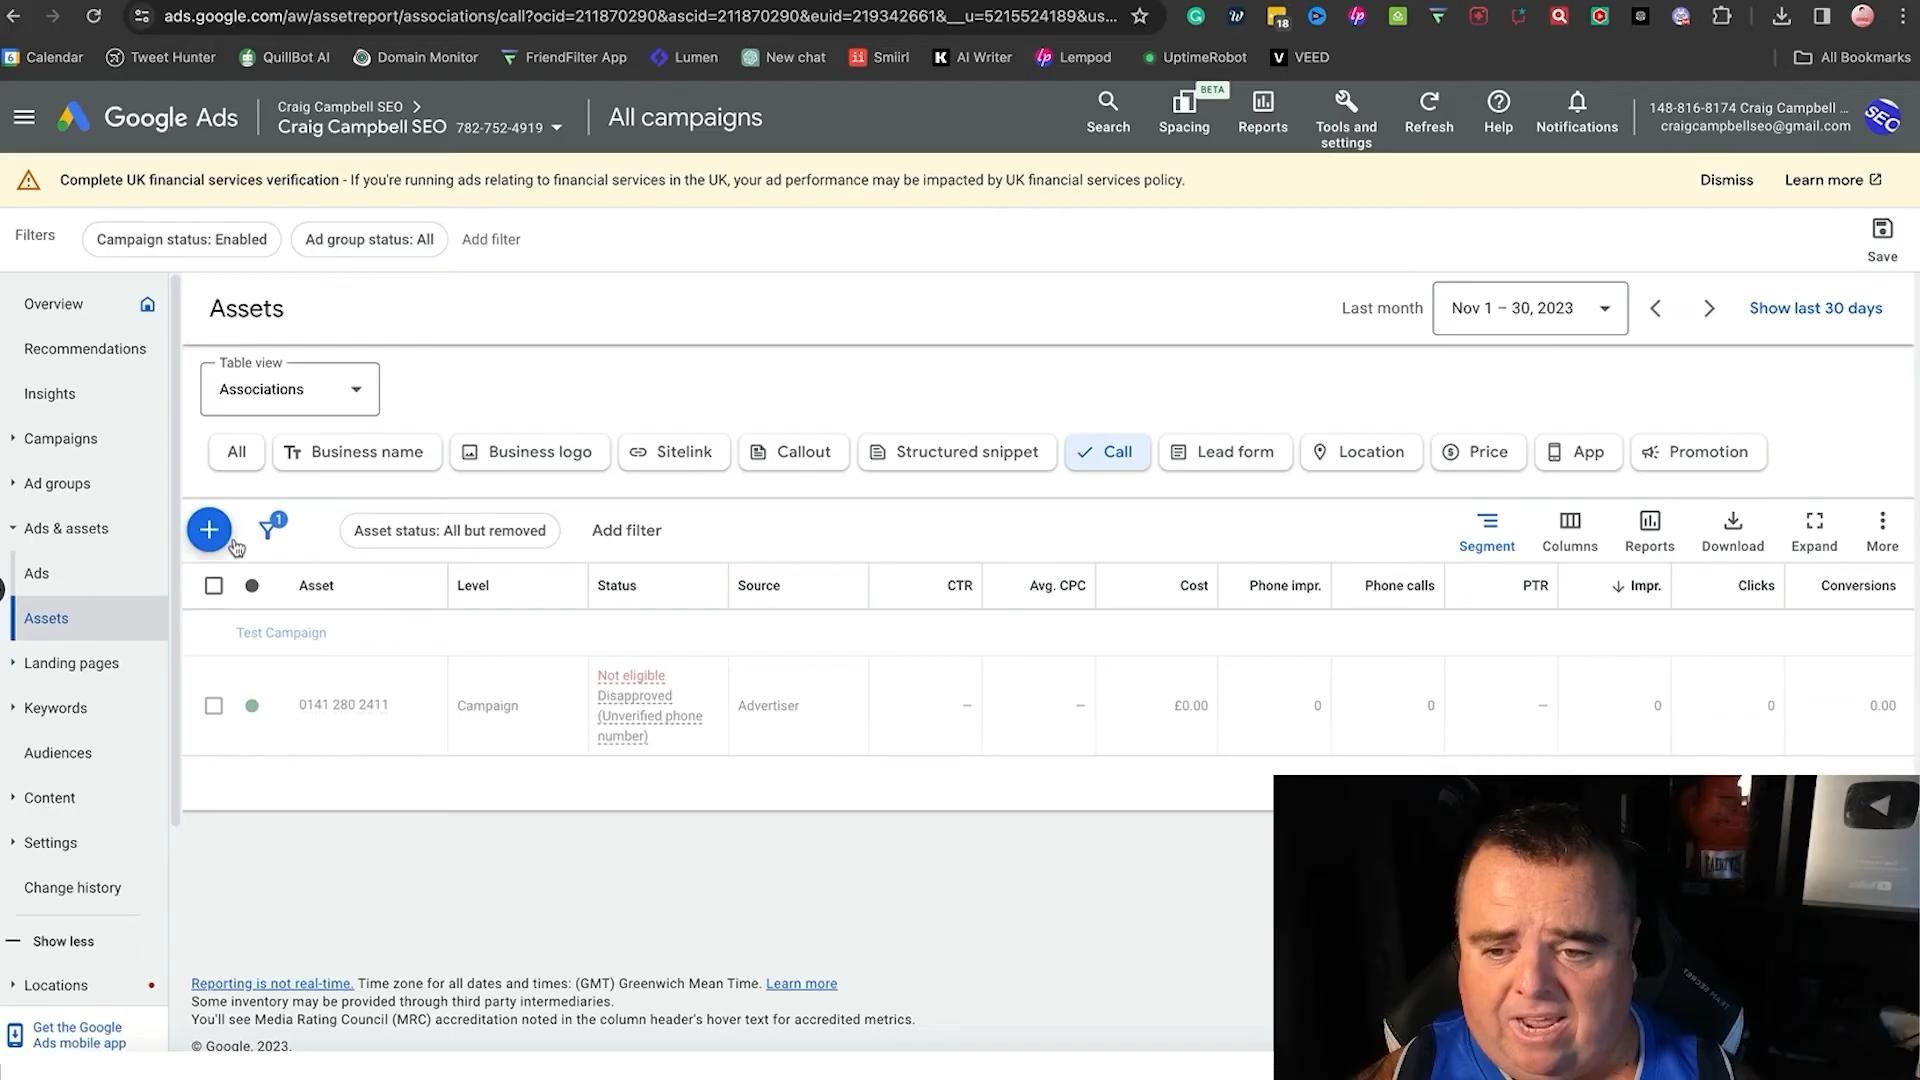 ads.google.com/aw/assetreport/associations/call?ocid=211870290&ascid=211870290&euid=219342661&__u=5215524189&us...
18
6 Calendar
Tweet Hunter
QuillBot AI
Domain Monitor
FriendFilter App
Lumen
New chat
Smiirl
K AI Writer
Lempod
UptimeRobot
V VEED
All Bookmarks
Google Ads
Craig Campbell SEO
Craig Campbell SEO 782-752-4919
All campaigns
Search
BETA
Spacing
Reports
Tools and
settings
Refresh
Help
Notifications
148-816-8174 Craig Campbell ...
craigcampbellseo@gmail.com
SEO
Complete UK financial services verification - If you're running ads relating to financial services in the UK, your ad performance may be impacted by UK financial services policy.
Dismiss
Learn more
Filters
Campaign status: Enabled
Ad group status: All
Add filter
Save
Overview
Recommendations
Insights
Campaigns
Ad groups
Ads & assets
Ads
Assets
Landing pages
Keywords
Audiences
Content
Settings
Change history
Show less
Locations
Get the Google
Ads mobile app
Assets
Last month
Nov 1 – 30, 2023
Show last 30 days
Table view
Associations
All
Business name
Business logo
Sitelink
Callout
Structured snippet
Call
Lead form
Location
Price
App
Promotion
1
Asset status: All but removed
Add filter
Segment
Columns
Reports
Download
Expand
More
Asset
Level
Status
Source
CTR
Avg. CPC
Cost
Phone impr.
Phone calls
PTR
Impr.
Clicks
Conversions
Test Campaign
0141 280 2411
Campaign
Not eligible
Disapproved
(Unverified phone
number)
Advertiser
–
–
£0.00
0
0
–
0
0
0.00
Reporting is not real-time. Time zone for all dates and times: (GMT) Greenwich Mean Time. Learn more
Some inventory may be provided through third party intermediaries.
You'll see Media Rating Council (MRC) accreditation noted in the column header's hover text for accredited metrics.
© Google, 2023.